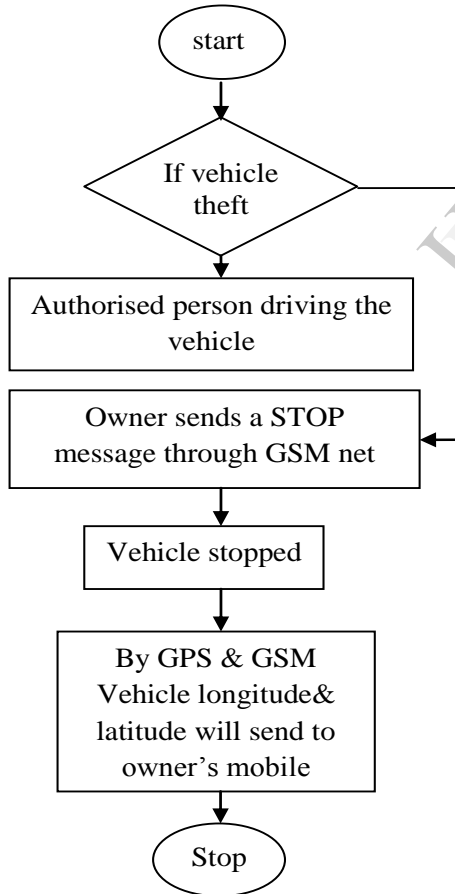 start
If vehicle
theft
Authorised person driving the
vehicle
Owner sends a STOP
message through GSM net
Vehicle stopped
By GPS & GSM
Vehicle longitude&
latitude will send to
owner's mobile
Stop